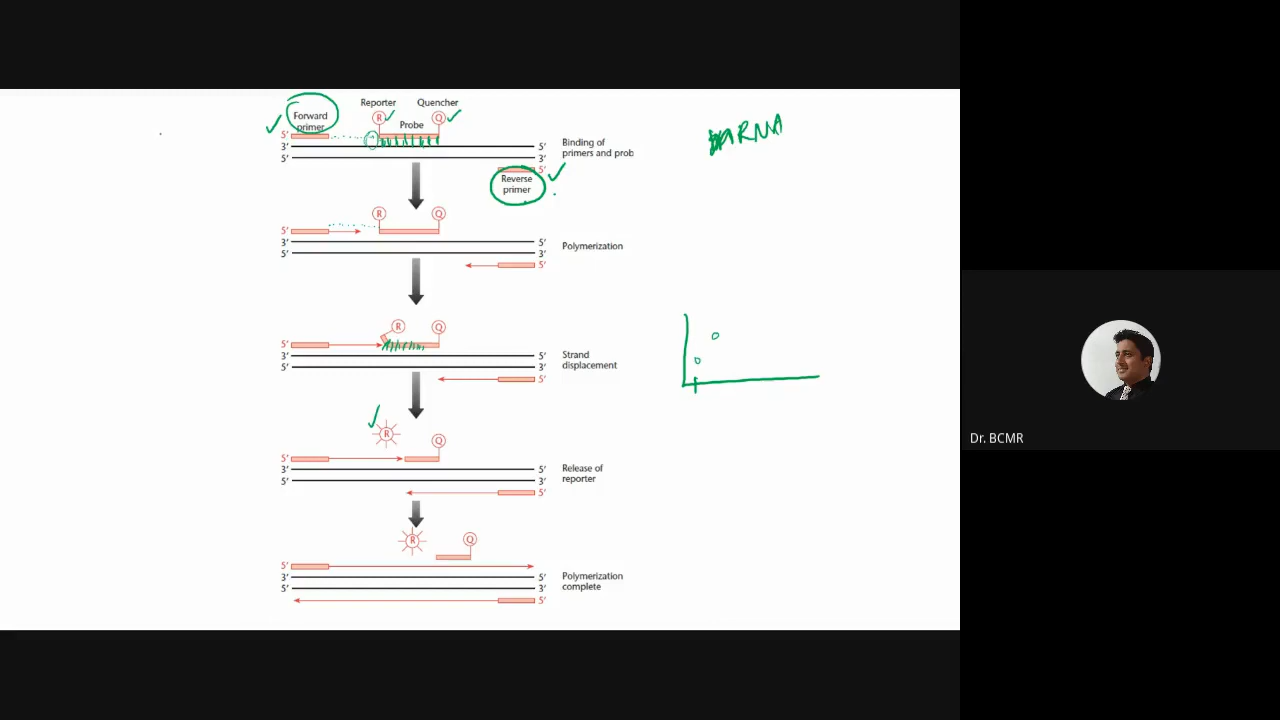 Reporter
Quencher
Forward
primer
R
Q
Probe
5′
3′
5′
5′
3′
5′
Binding of
primers and prob
Reverse
primer
RNA
R
Q
5′
3′
5′
5′
3′
5′
Polymerization
R
Q
5′
3′
5′
5′
3′
5′
Strand
displacement
R
Q
5′
3′
5′
5′
3′
5′
Release of
reporter
R
Q
5′
3′
5′
5′
3′
5′
Polymerization
complete
Dr. BCMR